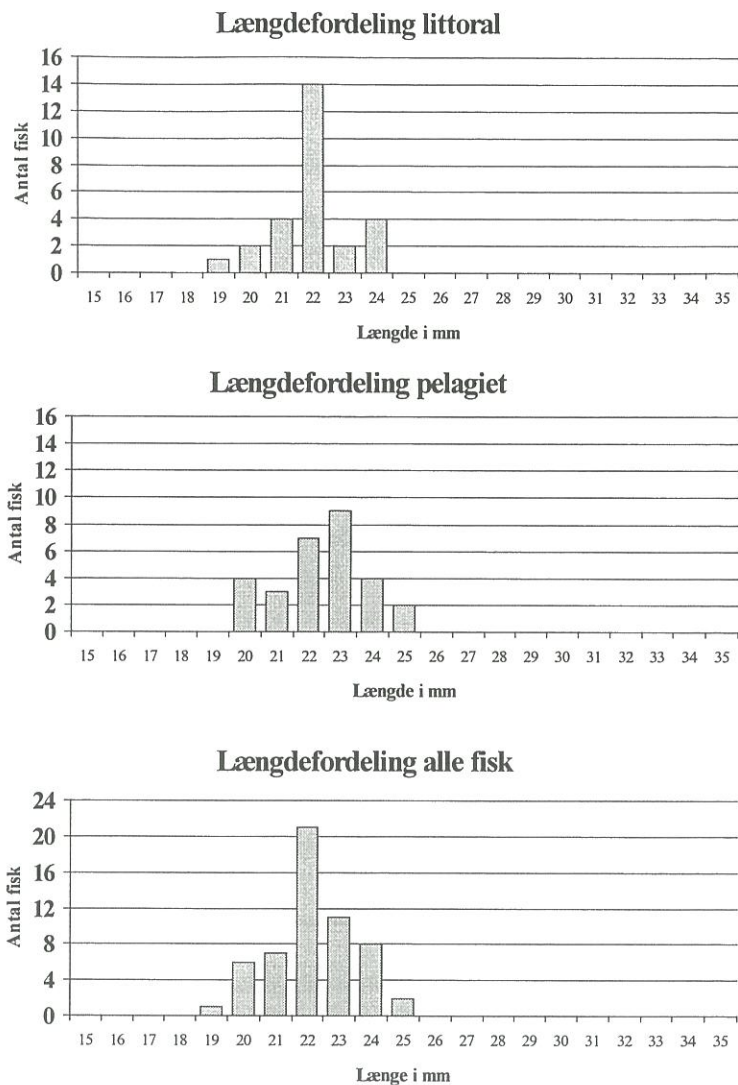 Længdefordeling littoral
16
14
12
10
8
6
4
2
0
Antal fisk
15 16 17 18 19 20 21 22 23 24 25 26 27 28 29 30 31 32 33 34 35
Længde i mm
Længdefordeling pelagiet
16
14
12
10
8
6
4
2
0
Antal fisk
15 16 17 18 19 20 21 22 23 24 25 26 27 28 29 30 31 32 33 34 35
Længde i mm
Længdefordeling alle fisk
24
20
16
12
8
4
0
Antal fisk
15 16 17 18 19 20 21 22 23 24 25 26 27 28 29 30 31 32 33 34 35
Længe i mm